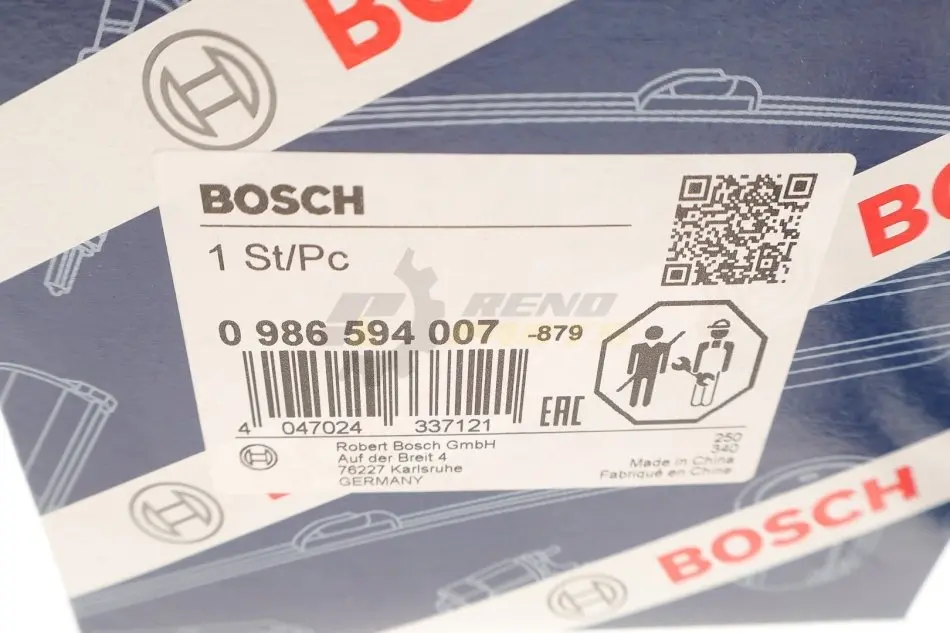 BOSCH
BO
BOSCH
1 St/Pc
RENO
0 986 594 007 -879
4 047024 337121
EAC
Robert Bosch GmbH
Auf der Breit 4
76227 Karlsruhe
GERMANY
250
340
Made in China
Fabriqué en Chine
BOSCH